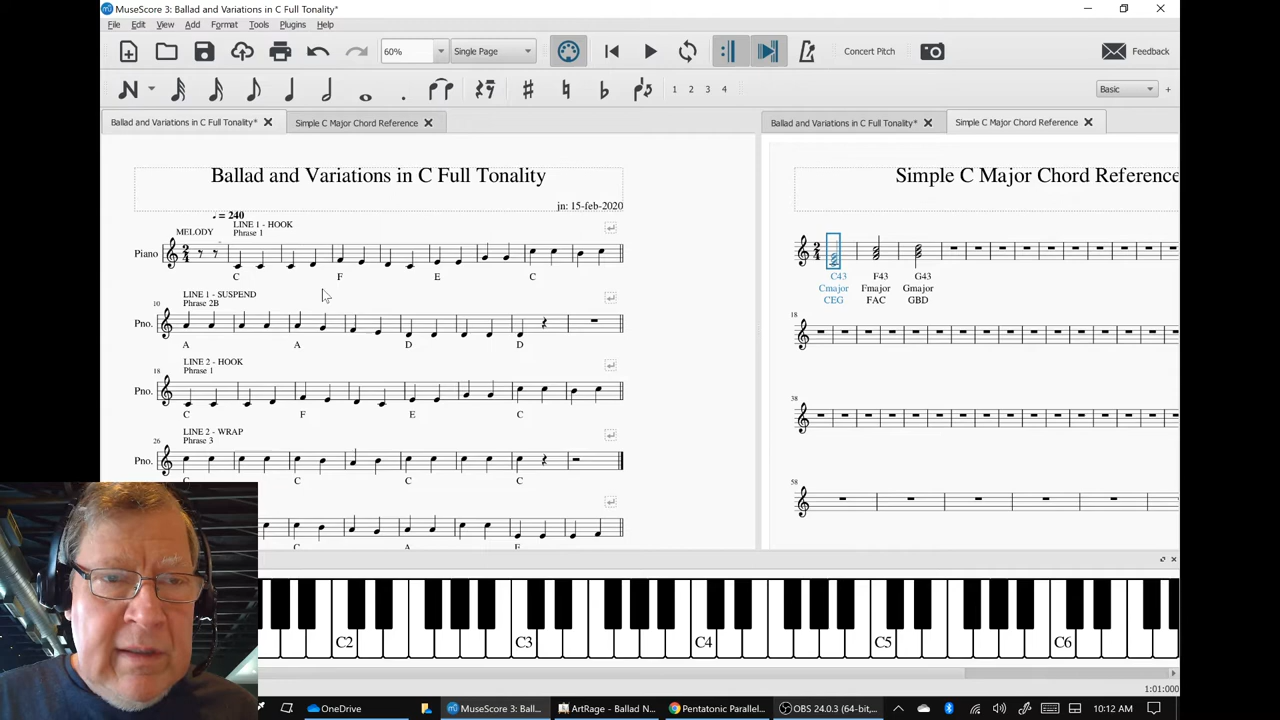 MuseScore 3: Ballad and Variations in C Full Tonality*
File Edit View Add Format Tools Plugins Help
60% Single Page Concert Pitch Feedback
1 2 3 4 Basic +
Ballad and Variations in C Full Tonality* Simple C Major Chord Reference
Ballad and Variations in C Full Tonality* Simple C Major Chord Reference
Ballad and Variations in C Full Tonality
jn: 15-feb-2020
= 240
LINE 1 - HOOK
MELODY Phrase 1
Piano
C F E C
LINE 1 - SUSPEND
10 Phrase 2B
Pno.
A A D D
LINE 2 - HOOK
18 Phrase 1
Pno.
C F E C
LINE 2 - WRAP
26 Phrase 3
Pno.
C C C
C A F
Simple C Major Chord Reference
C43 F43 G43
Cmajor Fmajor GMajor
CEG FAC GBD
18
38
58
C2 C3 C4 C5 C6
1:01:000
OneDrive MuseScore 3: Ball... ArtRage - Ballad N... Pentatonic Parallel... OBS 24.0.3 (64-bit,... 10:12 AM